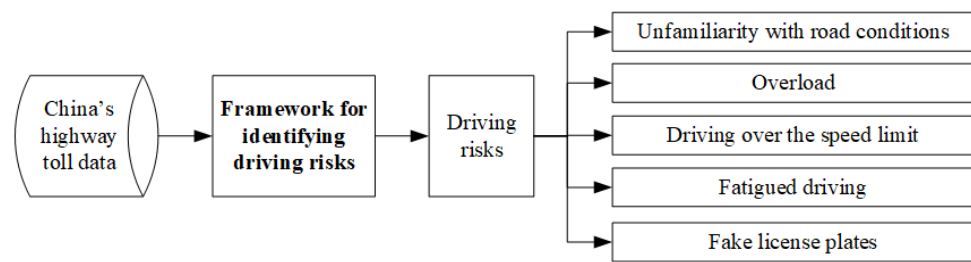 China's
highway
toll data
Framework for
identifying
driving risks
Driving
risks
Unfamiliarity with road conditions
Overload
Driving over the speed limit
Fatigued driving
Fake license plates